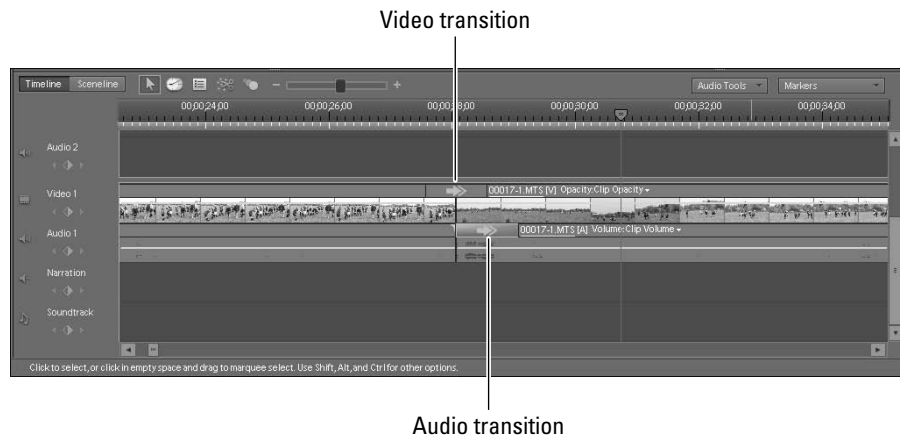 Video transition
Timeline Sceneline Audio Tools Markers
00;00;24;00 00;00;26;00 00;00;28;00 00;00;30;00 00;00;32;00 00;00;34;00
Audio 2
Video 1
00017-1.MTS [V] Opacity:Clip Opacity
Audio 1
00017-1.MTS [A] Volume:Clip Volume
Narration
Soundtrack
Click to select, or click in empty space and drag to marquee select. Use Shift, Alt, and Ctrl for other options.
Audio transition